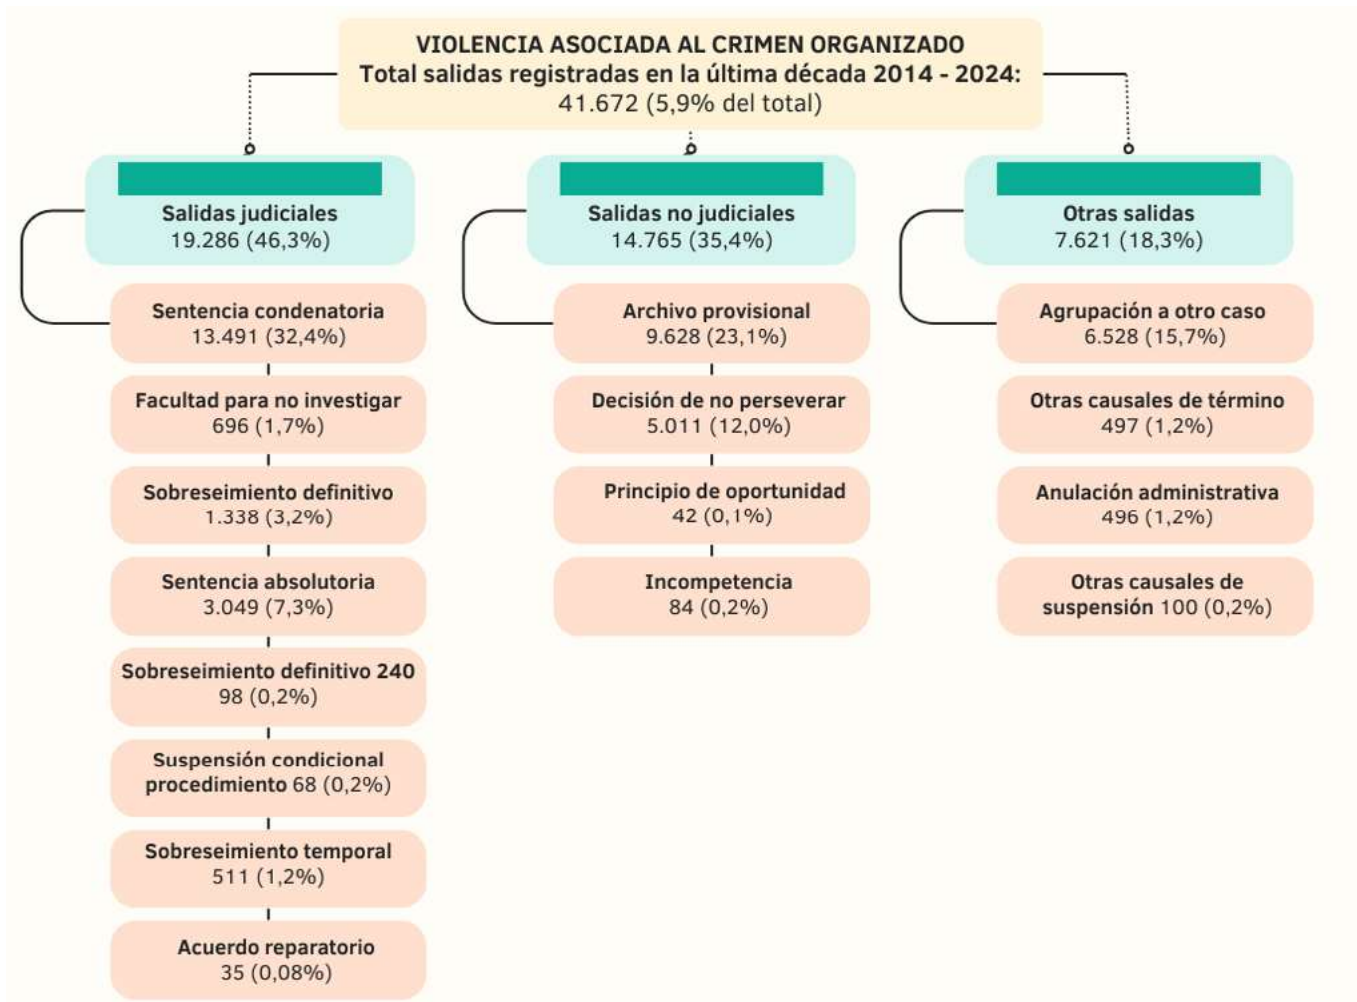 VIOLENCIA ASOCIADA AL CRIMEN ORGANIZADO
Total salidas registradas en la última década 2014 - 2024:
41.672 (5,9% del total)
Salidas judiciales
19.286 (46,3%)
Sentencia condenatoria
13.491 (32,4%)
Facultad para no investigar
696 (1,7%)
Sobreseimiento definitivo
1.338 (3,2%)
Sentencia absolutoria
3.049 (7,3%)
Sobreseimiento definitivo 240
98 (0,2%)
Suspensión condicional
procedimiento 68 (0,2%)
Sobreseimiento temporal
511 (1,2%)
Acuerdo reparatorio
35 (0,08%)
Salidas no judiciales
14.765 (35,4%)
Archivo provisional
9.628 (23,1%)
Decisión de no perseverar
5.011 (12,0%)
Principio de oportunidad
42 (0,1%)
Incompetencia
84 (0,2%)
Otras salidas
7.621 (18,3%)
Agrupación a otro caso
6.528 (15,7%)
Otras causales de término
497 (1,2%)
Anulación administrativa
496 (1,2%)
Otras causales de
suspensión 100 (0,2%)